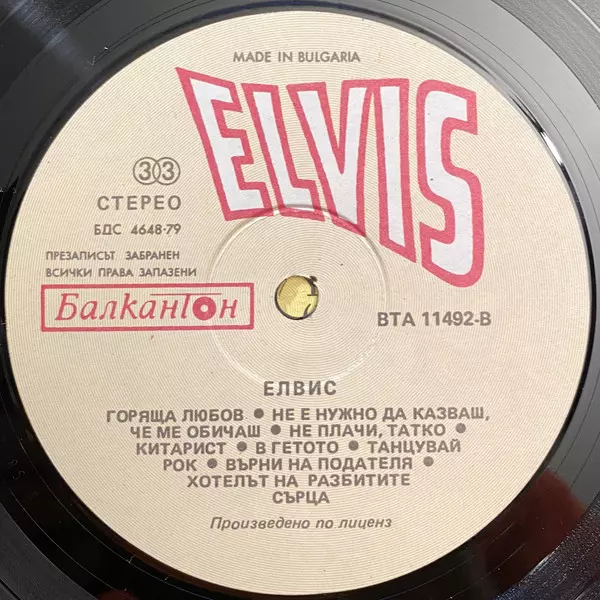 MADE IN BULGARIA
ELVIS
33
СТЕРЕО
БДС 4648-79
ПРЕЗАПИСЪТ ЗАБРАНЕН
ВСИЧКИ ПРАВА ЗАПАЗЕНИ
Балкантон
ВТА 11492-В
ЕЛВИС
ГОРЯЩА ЛЮБОВ ● НЕ Е НУЖНО ДА КАЗВАШ,
ЧЕ МЕ ОБИЧАШ ● НЕ ПЛАЧИ, ТАТКО ●
КИТАРИСТ ● В ГЕТОТО ● ТАНЦУВАЙ
РОК ● ВЪРНИ НА ПОДАТЕЛЯ ●
ХОТЕЛЪТ НА РАЗБИТИТЕ
СЪРЦА
Произведено по лиценз